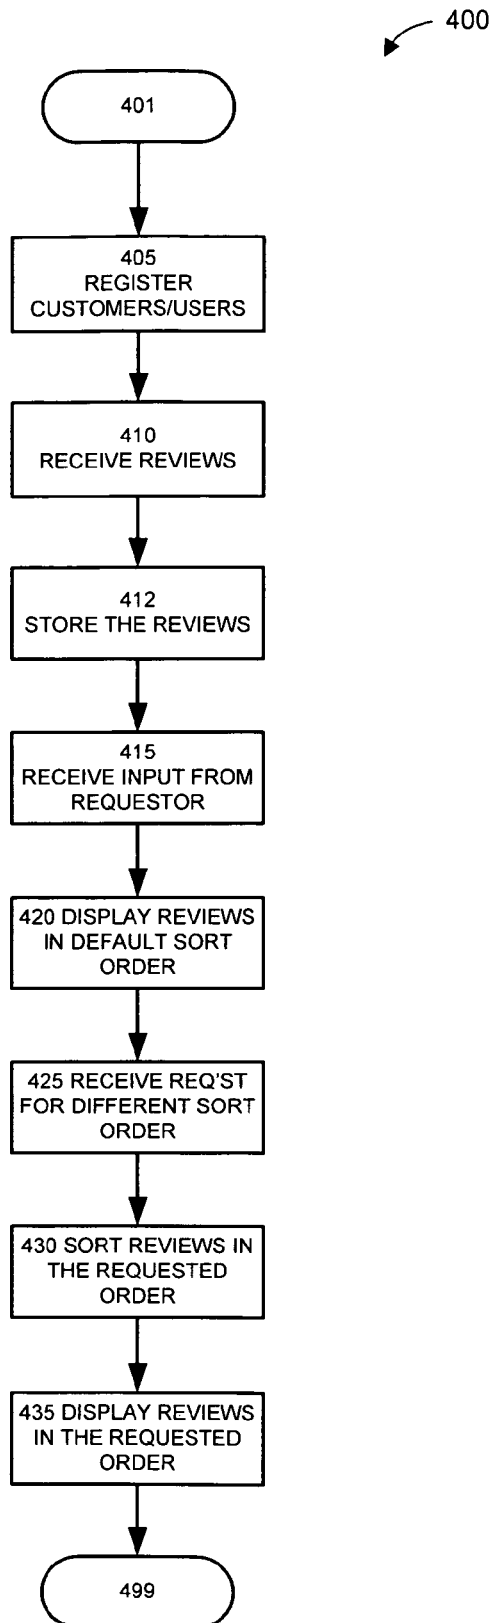 400
401
405
REGISTER
CUSTOMERS/USERS
410
RECEIVE REVIEWS
412
STORE THE REVIEWS
415
RECEIVE INPUT FROM
REQUESTOR
420 DISPLAY REVIEWS
IN DEFAULT SORT
ORDER
425 RECEIVE REQ'ST
FOR DIFFERENT SORT
ORDER
430 SORT REVIEWS IN
THE REQUESTED
ORDER
435 DISPLAY REVIEWS
IN THE REQUESTED
ORDER
499